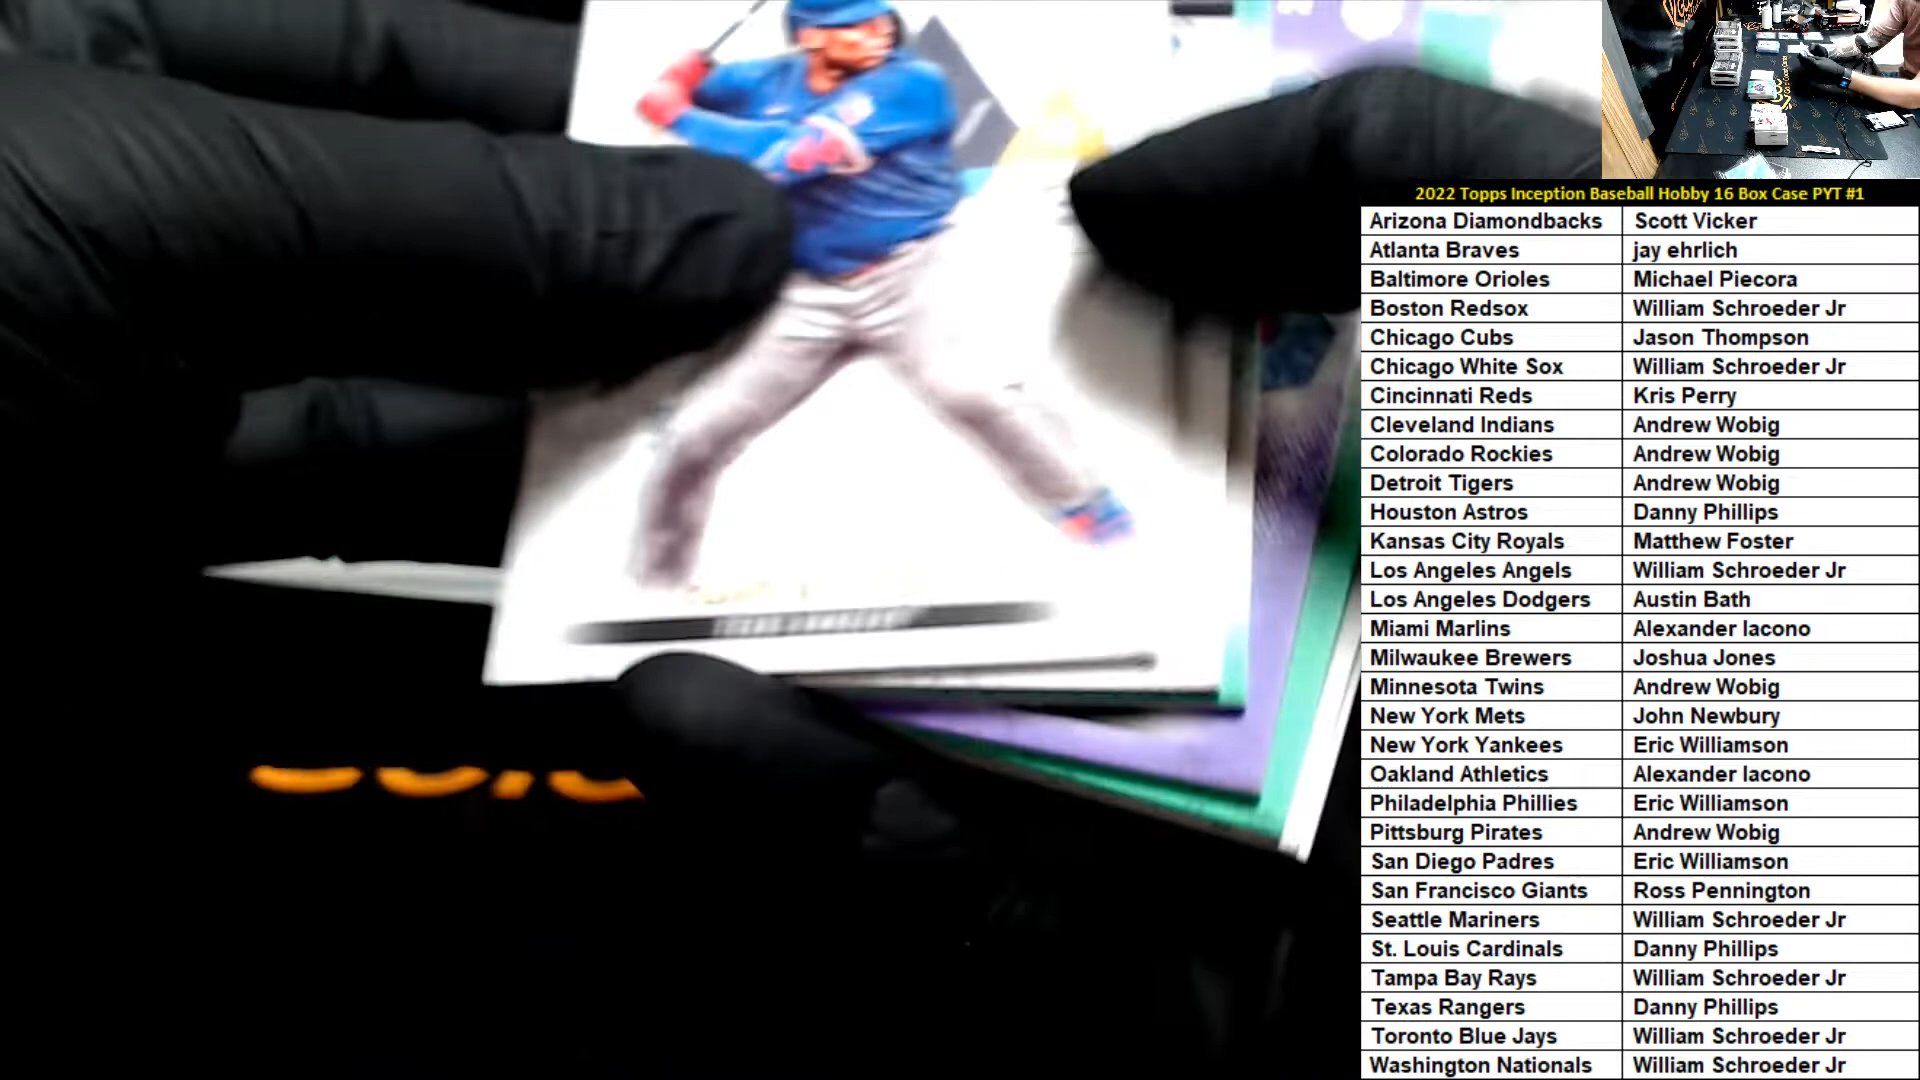 2022 Topps Inception Baseball Hobby 16 Box Case PYT #1
Arizona Diamondbacks Scott Vicker
Atlanta Braves jay ehrlich
Baltimore Orioles Michael Piecora
Boston Redsox William Schroeder Jr
Chicago Cubs Jason Thompson
Chicago White Sox William Schroeder Jr
Cincinnati Reds Kris Perry
Cleveland Indians Andrew Wobig
Colorado Rockies Andrew Wobig
Detroit Tigers Andrew Wobig
Houston Astros Danny Phillips
Kansas City Royals Matthew Foster
Los Angeles Angels William Schroeder Jr
Los Angeles Dodgers Austin Bath
Miami Marlins Alexander Iacono
Milwaukee Brewers Joshua Jones
Minnesota Twins Andrew Wobig
New York Mets John Newbury
New York Yankees Eric Williamson
Oakland Athletics Alexander Iacono
Philadelphia Phillies Eric Williamson
Pittsburg Pirates Andrew Wobig
San Diego Padres Eric Williamson
San Francisco Giants Ross Pennington
Seattle Mariners William Schroeder Jr
St. Louis Cardinals Danny Phillips
Tampa Bay Rays William Schroeder Jr
Texas Rangers Danny Phillips
Toronto Blue Jays William Schroeder Jr
Washington Nationals William Schroeder Jr